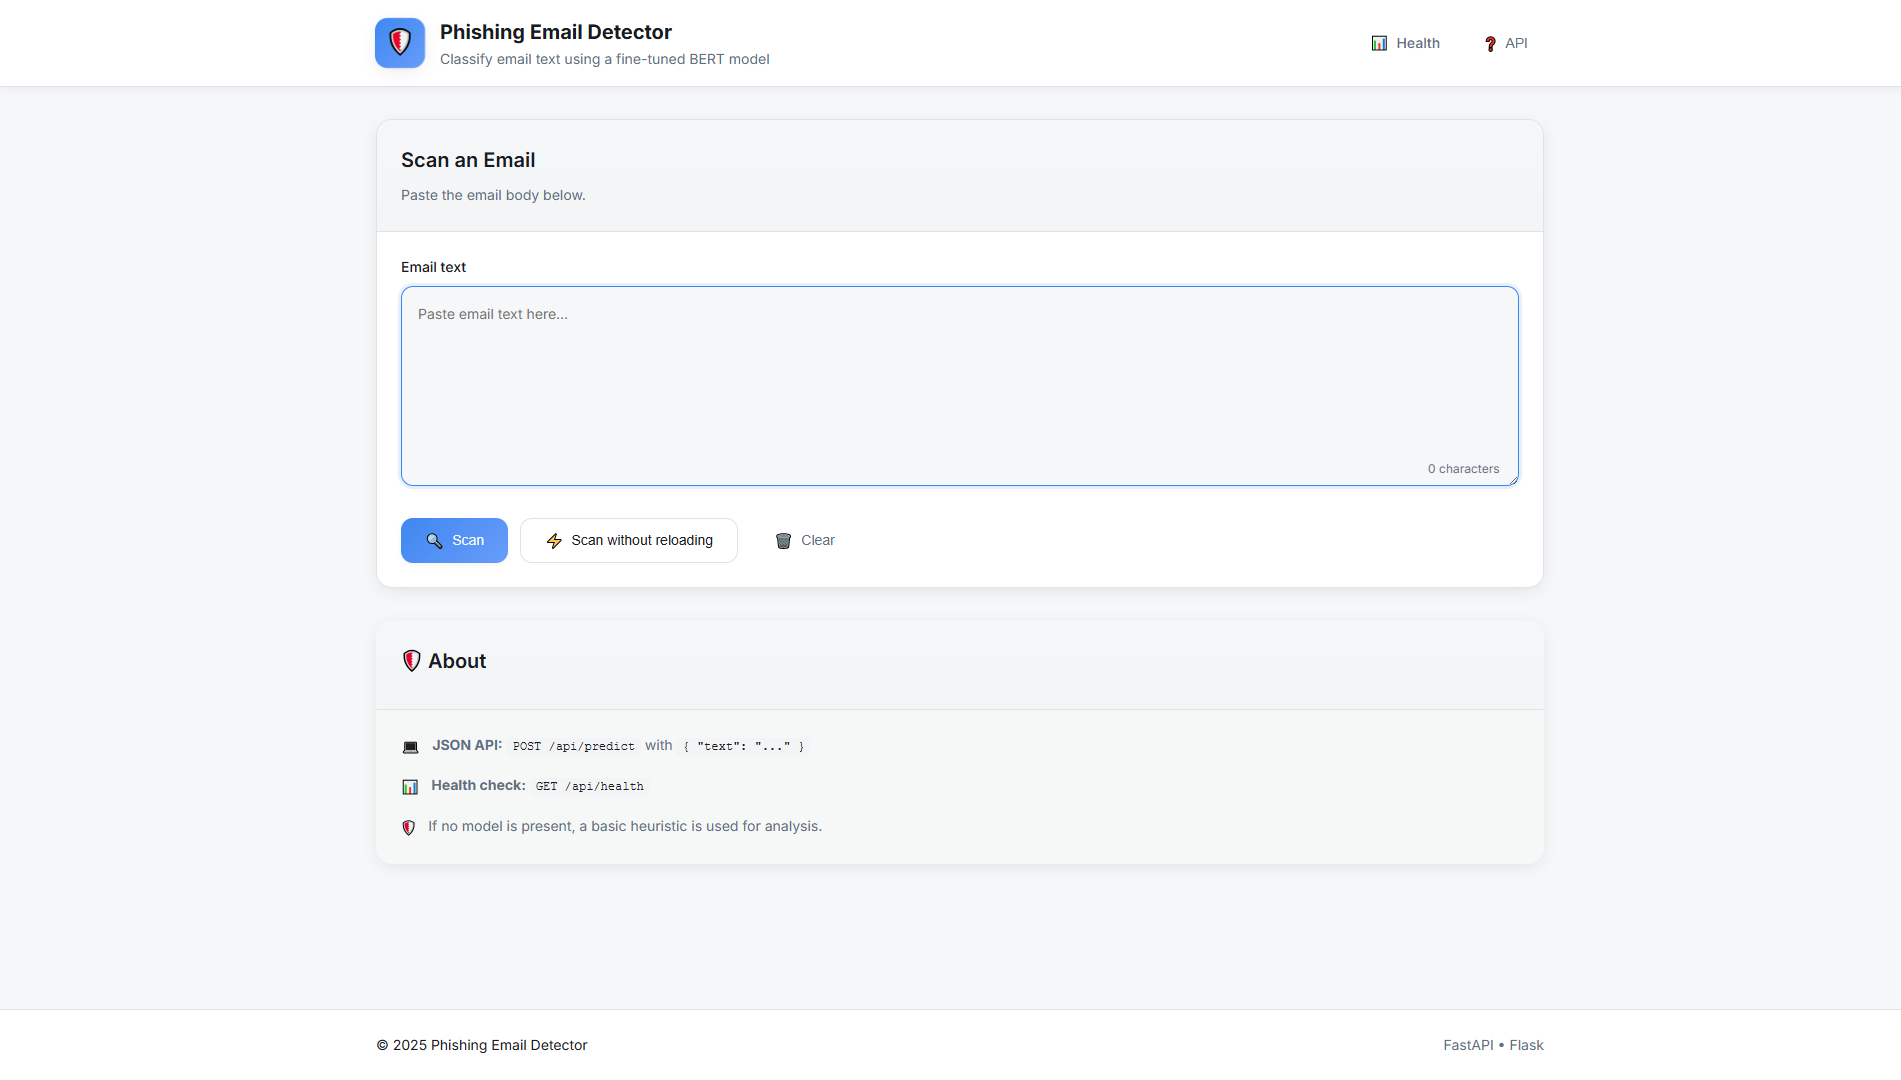 Phishing Email Detector
Classify email text using a fine-tuned BERT model
Health
API
Scan an Email
Paste the email body below.
Email text
Paste email text here...
0 characters
Scan
Scan without reloading
Clear
About
JSON API: POST /api/predict with { "text": "..." }
Health check: GET /api/health
If no model is present, a basic heuristic is used for analysis.
© 2025 Phishing Email Detector
FastAPI • Flask